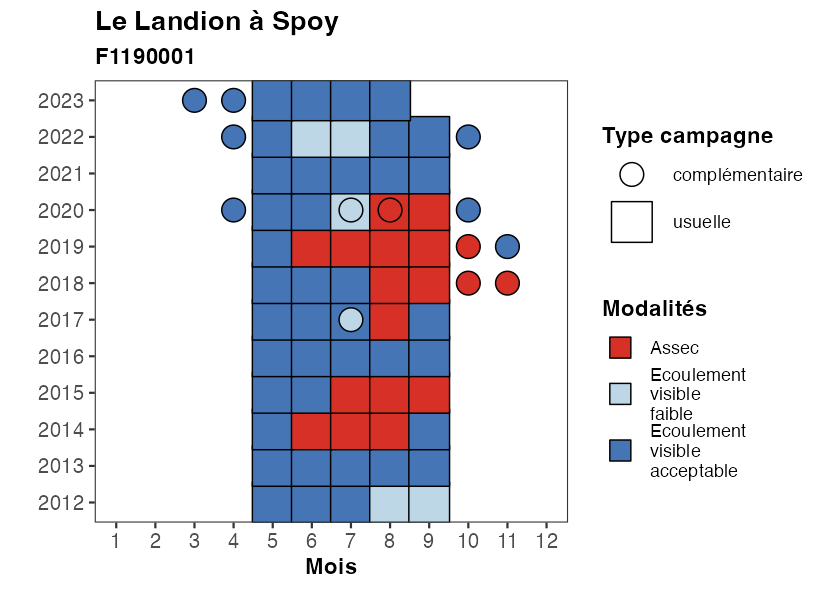 Le Landion à Spoy
F1190001
2023
2022
2021
2020
2019
2018
2017
2016
2015
2014
2013
2012
1 2 3 4 5 6 7 8 9 10 11 12
Mois
Type campagne
complémentaire
usuelle
Modalités
Assec
Ecoulement
visible
faible
Ecoulement
visible
acceptable